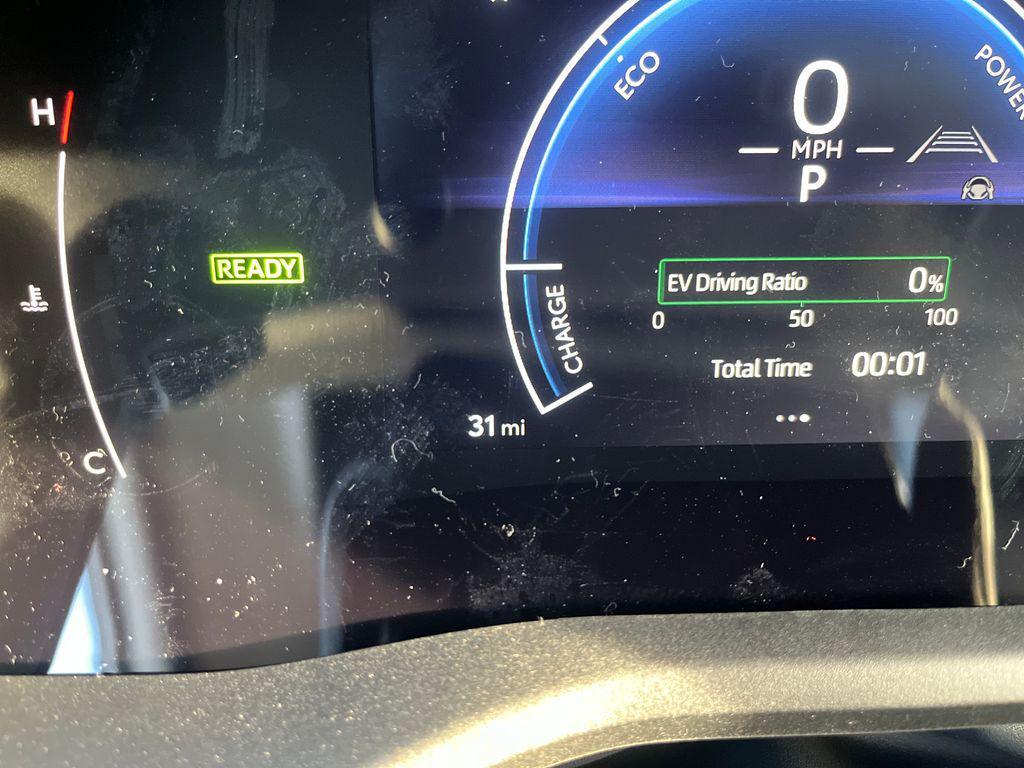 H
READY
C
ECO
POWER
CHARGE
0
MPH
P
EV Driving Ratio 0%
0 50 100
Total Time 00:01
31 mi